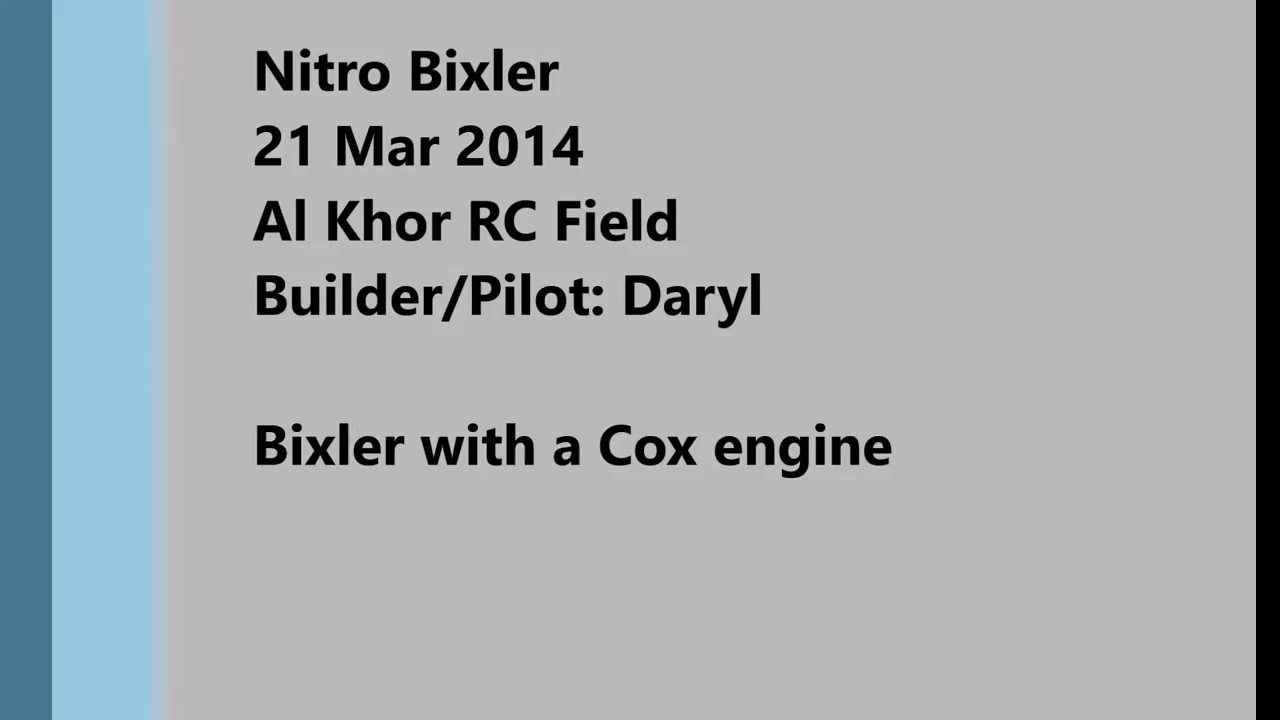 Nitro Bixler
21 Mar 2014
Al Khor RC Field
Builder/Pilot: Daryl
Bixler with a Cox engine